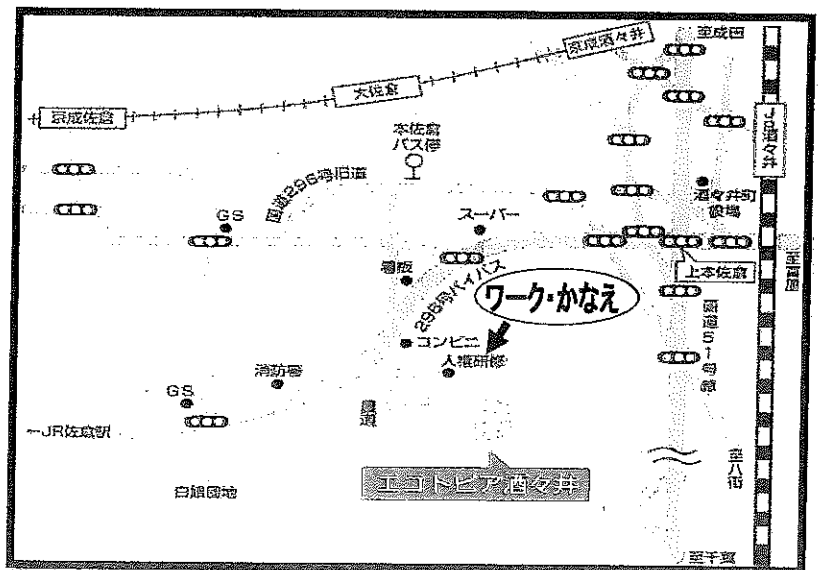 至成田
京成酒々井
大佐倉
京成佐倉
JR酒々井
本佐倉
バス停
国道296号旧道
GS
スーパー
酒々井町
役場
上本佐倉
看板
296号バイパス
ワーク・かなえ
国道51号線
コンビニ
人権研修
消防署
GS
農道
←JR佐倉駅
白銀団地
エコトピア酒々井
至八街
至千葉